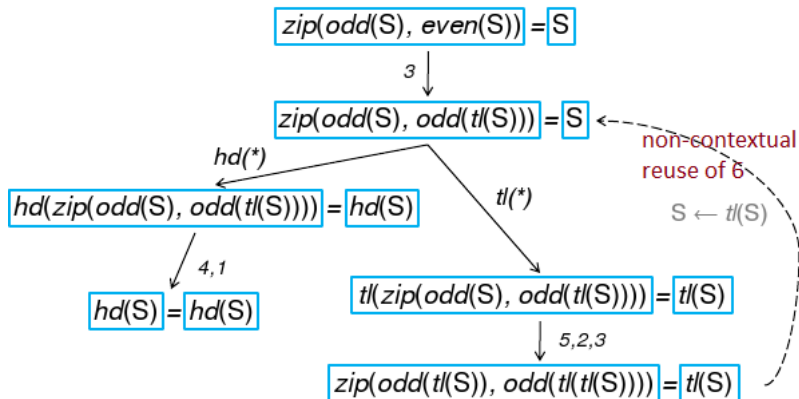 zip(odd(S), even(S)) = S
3
zip(odd(S), odd(tl(S))) = S
non-contextual
reuse of 6
hd(*)
tl(*)
hd(zip(odd(S), odd(tl(S)))) = hd(S)
S ← tl(S)
4,1
tl(zip(odd(S), odd(tl(S)))) = tl(S)
hd(S) = hd(S)
5,2,3
zip(odd(tl(S)), odd(tl(tl(S)))) = tl(S)